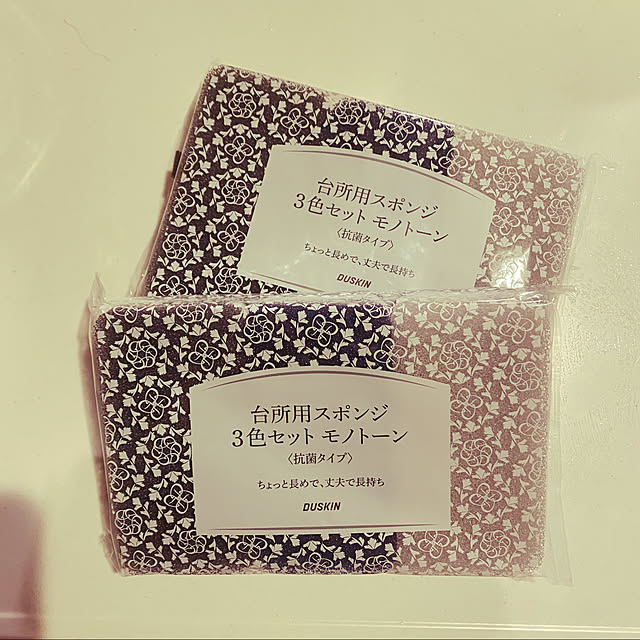 台所用スポンジ
3色セット モノトーン
〈抗菌タイプ〉
ちょっと長めで、丈夫で長持ち
DUSKIN
台所用スポンジ
3色セット モノトーン
〈抗菌タイプ〉
ちょっと長めで、丈夫で長持ち
DUSKIN